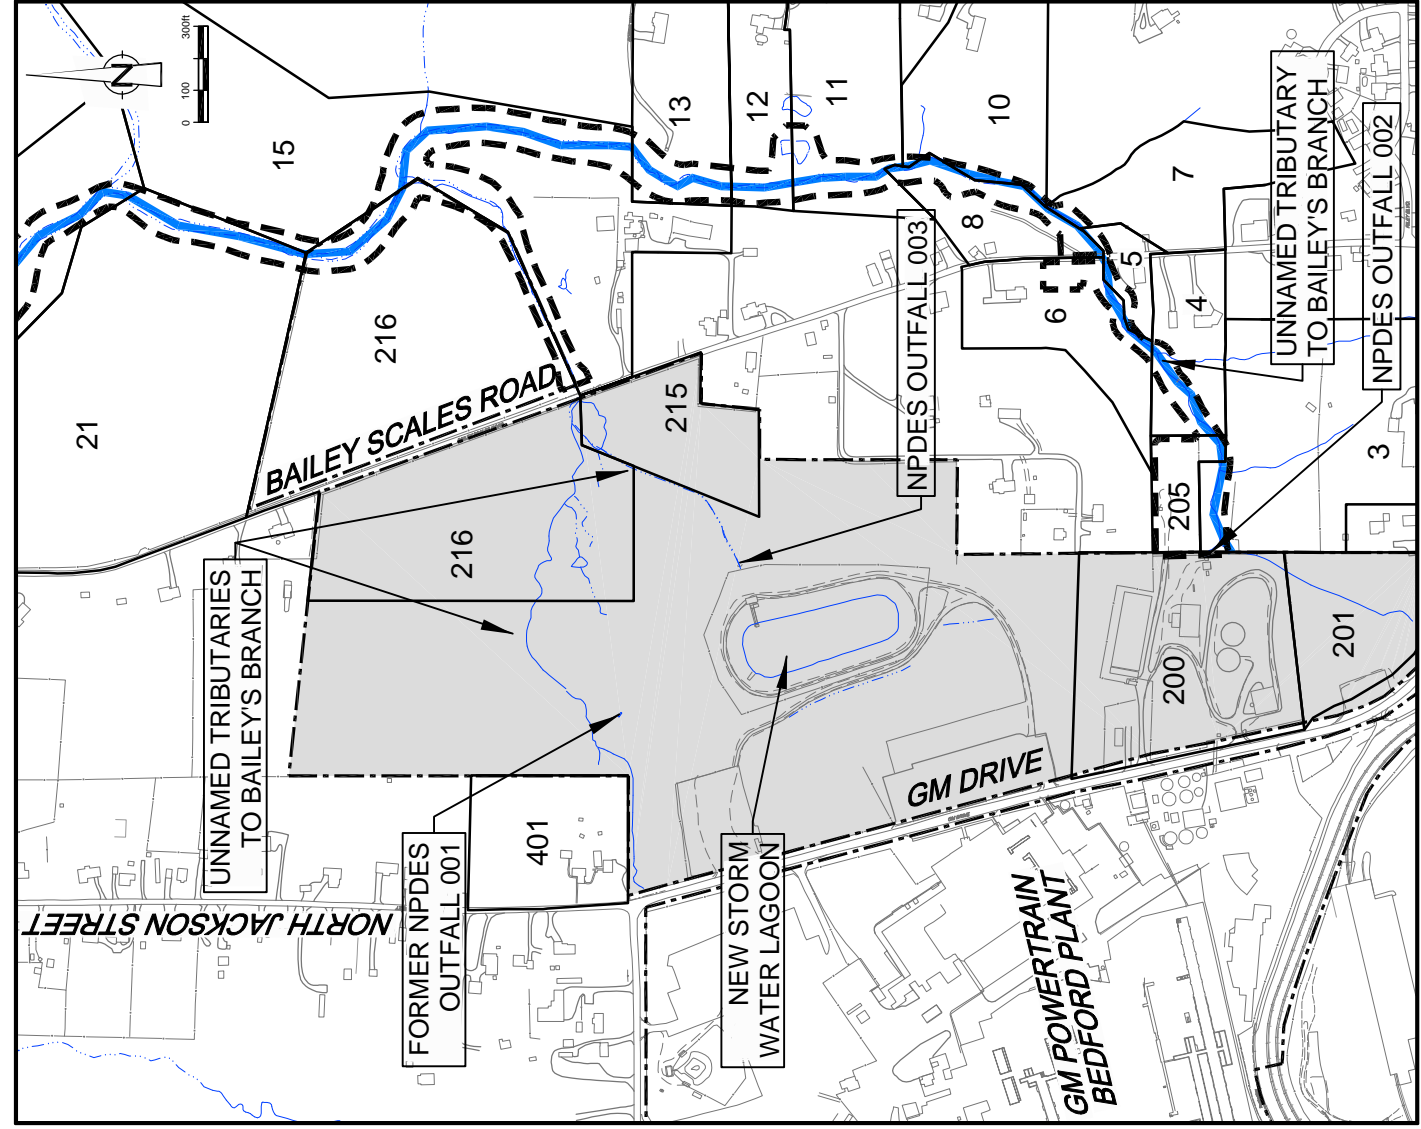 N
0
100
300ft
15
13
12
11
10
7
8
5
6
4
3
21
216
215
205
216
200
201
401
BAILEY SCALES ROAD
NPDES OUTFALL 003
UNNAMED TRIBUTARY
TO BAILEY'S BRANCH
NPDES OUTFALL 002
UNNAMED TRIBUTARIES
TO BAILEY'S BRANCH
FORMER NPDES
OUTFALL 001
NEW STORM
WATER LAGOON
GM DRIVE
NORTH JACKSON STREET
GM POWERTRAIN
BEDFORD PLANT